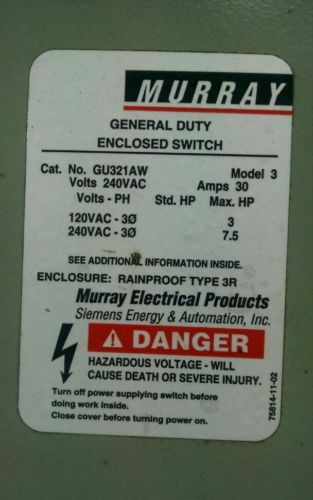 MURRAY
GENERAL DUTY
ENCLOSED SWITCH
Cat. No. GU321AW Model 3
Volts 240VAC Amps 30
Volts - PH Std. HP Max. HP
120VAC - 3Ø 3
240VAC - 3Ø 7.5
SEE ADDITIONAL INFORMATION INSIDE.
ENCLOSURE: RAINPROOF TYPE 3R
Murray Electrical Products
Siemens Energy & Automation, Inc.
DANGER
HAZARDOUS VOLTAGE - WILL
CAUSE DEATH OR SEVERE INJURY.
Turn off power supplying switch before
doing work inside.
Close cover before turning power on.
75814-11-02